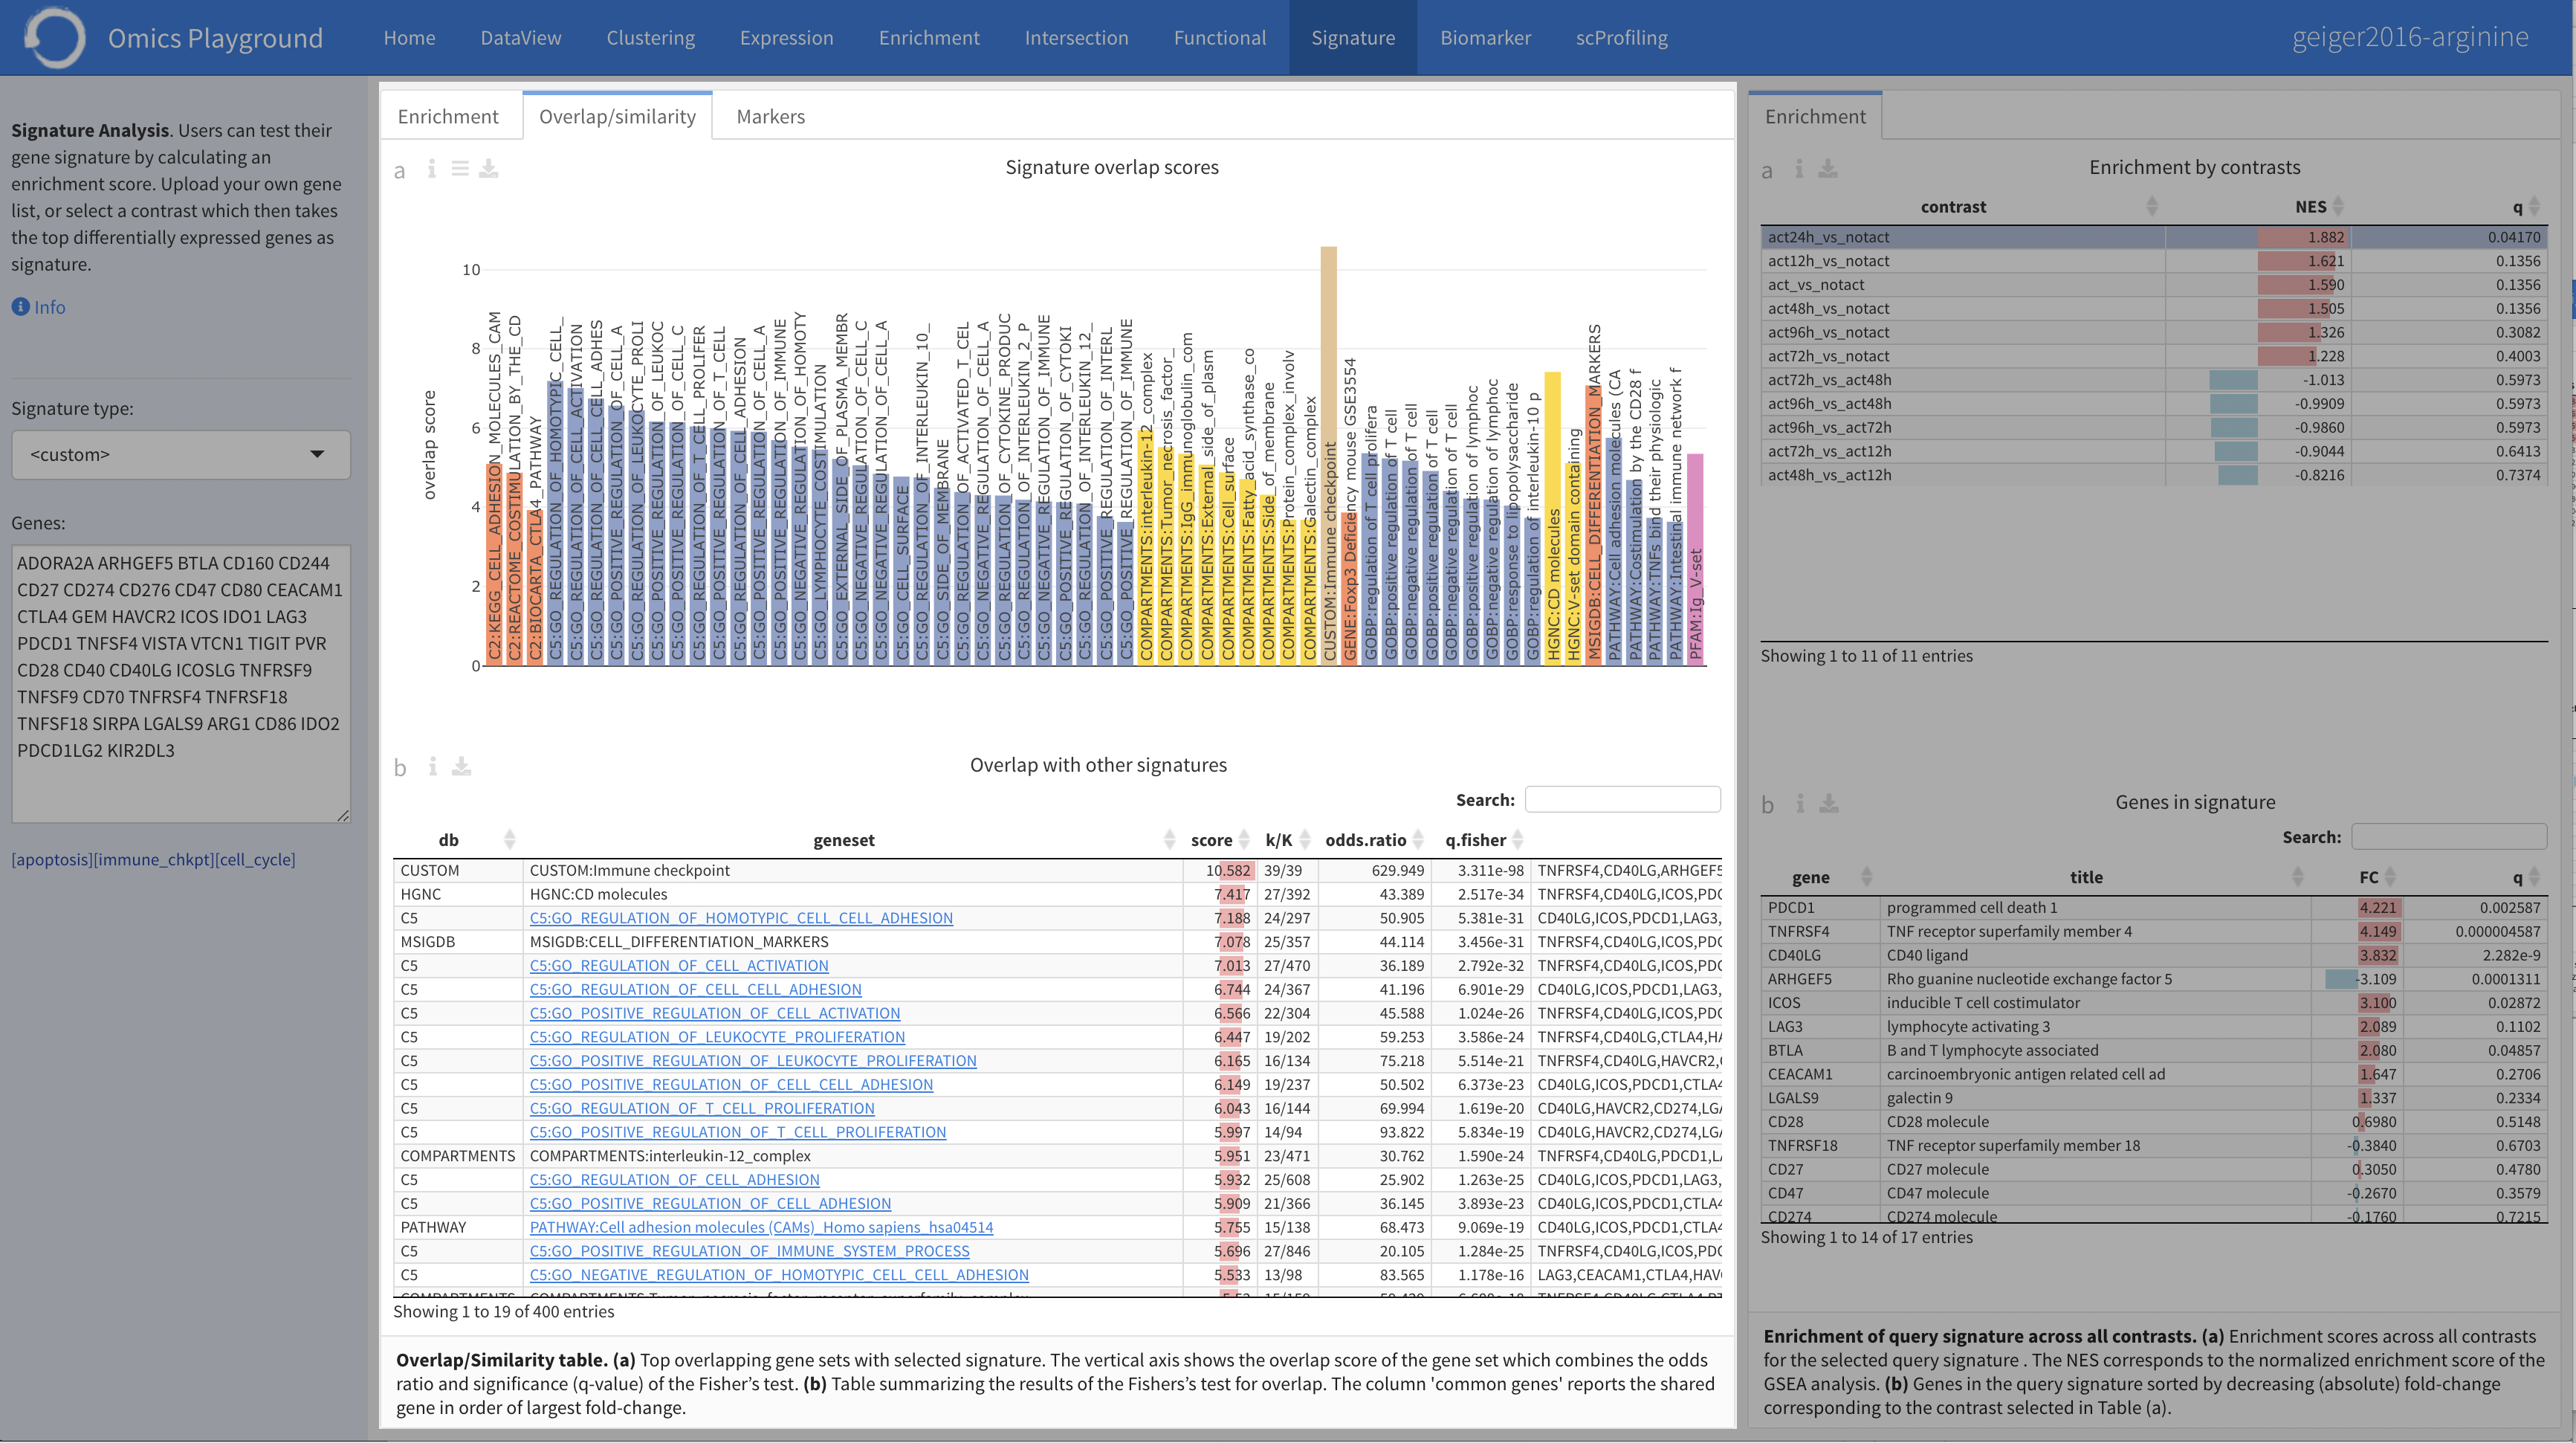 Omics Playground
Home DataView Clustering Expression Enrichment Intersection Functional Signature Biomarker scProfiling
geiger2016-arginine
Signature Analysis. Users can test their
gene signature by calculating an
enrichment score. Upload your own gene
list, or select a contrast which then takes
the top differentially expressed genes as
signature.
Info
Signature type:
<custom>
Genes:
ADORA2A ARHGEF5 BTLA CD160 CD244
CD27 CD274 CD276 CD47 CD80 CEACAM1
CTLA4 GEM HAVCR2 ICOS IDO1 LAG3
PDCD1 TNFSF4 VISTA VTCN1 TIGIT PVR
CD28 CD40 CD40LG ICOSLG TNFRSF9
TNFSF9 CD70 TNFRSF4 TNFRSF18
TNFSF18 SIRPA LGALS9 ARG1 CD86 IDO2
PDCD1LG2 KIR2DL3
[apoptosis][immune_chkpt][cell_cycle]
Enrichment Overlap/similarity Markers
a
Signature overlap scores
overlap score
10
8
6
4
2
0
C2:KEGG_CELL_ADHESION_MOLECULES_CAM
C2:REACTOME_COSTIMULATION_BY_THE_CD
C2:BIOCARTA_CTLA4_PATHWAY
C5:GO_REGULATION_OF_HOMOTYPIC_CELL_
C5:GO_REGULATION_OF_CELL_ACTIVATION
C5:GO_REGULATION_OF_CELL_CELL_ADHES
C5:GO_POSITIVE_REGULATION_OF_CELL_A
C5:GO_REGULATION_OF_LEUKOCYTE_PROLI
C5:GO_POSITIVE_REGULATION_OF_LEUKOC
C5:GO_POSITIVE_REGULATION_OF_CELL_C
C5:GO_REGULATION_OF_T_CELL_PROLIFER
C5:GO_POSITIVE_REGULATION_OF_T_CELL
C5:GO_REGULATION_OF_CELL_ADHESION
C5:GO_POSITIVE_REGULATION_OF_CELL_A
C5:GO_POSITIVE_REGULATION_OF_IMMUNE
C5:GO_NEGATIVE_REGULATION_OF_HOMOTY
C5:GO_LYMPHOCYTE_COSTIMULATION
C5:GO_EXTERNAL_SIDE_OF_PLASMA_MEMBR
C5:GO_NEGATIVE_REGULATION_OF_CELL_C
C5:GO_NEGATIVE_REGULATION_OF_CELL_A
C5:GO_CELL_SURFACE
C5:GO_REGULATION_OF_INTERLEUKIN_10_
C5:GO_SIDE_OF_MEMBRANE
C5:GO_REGULATION_OF_ACTIVATED_T_CEL
C5:GO_NEGATIVE_REGULATION_OF_CELL_A
C5:GO_REGULATION_OF_CYTOKINE_PRODUC
C5:GO_REGULATION_OF_INTERLEUKIN_2_P
C5:GO_NEGATIVE_REGULATION_OF_IMMUNE
C5:GO_POSITIVE_REGULATION_OF_CYTOKI
C5:GO_REGULATION_OF_INTERLEUKIN_12_
C5:GO_POSITIVE_REGULATION_OF_INTERL
C5:GO_POSITIVE_REGULATION_OF_IMMUNE
COMPARTMENTS:interleukin-12_complex
COMPARTMENTS:Tumor_necrosis_factor_
COMPARTMENTS:IgG_immunoglobulin_com
COMPARTMENTS:External_side_of_plasm
COMPARTMENTS:Cell_surface
COMPARTMENTS:Fatty_acid_synthase_co
COMPARTMENTS:Side_of_membrane
COMPARTMENTS:Protein_complex_involv
COMPARTMENTS:Galectin_complex
CUSTOM:Immune checkpoint
GENE:Foxp3 Deficiency mouse GSE3554
GOBP:regulation of T cell prolifera
GOBP:positive regulation of T cell
GOBP:negative regulation of T cell
GOBP:positive regulation of T cell
GOBP:negative regulation of T cell
GOBP:positive regulation of lymphoc
GOBP:negative regulation of lymphoc
GOBP:response to lipopolysaccharide
GOBP:regulation of interleukin-10 p
HGNC:CD molecules
HGNC:V-set domain containing
MSIGDB:CELL_DIFFERENTIATION_MARKERS
PATHWAY:Cell adhesion molecules (CA
PATHWAY:Costimulation by the CD28 f
PATHWAY:TNFs bind their physiologic
PATHWAY:Intestinal immune network f
PFAM:Ig_V-set
b
Overlap with other signatures
Search:
db geneset score k/K odds.ratio q.fisher
CUSTOM CUSTOM:Immune checkpoint 10.582 39/39 629.949 3.311e-98 TNFRSF4,CD40LG,ARHGEF5
HGNC HGNC:CD molecules 7.417 27/392 43.389 2.517e-34 TNFRSF4,CD40LG,ICOS,PDC
C5 C5:GO_REGULATION_OF_HOMOTYPIC_CELL_CELL_ADHESION 7.188 24/297 50.905 5.381e-31 CD40LG,ICOS,PDCD1,LAG3,
MSIGDB MSIGDB:CELL_DIFFERENTIATION_MARKERS 7.078 25/357 44.114 3.456e-31 TNFRSF4,CD40LG,ICOS,PDC
C5 C5:GO_REGULATION_OF_CELL_ACTIVATION 7.013 27/470 36.189 2.792e-32 TNFRSF4,CD40LG,ICOS,PDC
C5 C5:GO_REGULATION_OF_CELL_CELL_ADHESION 6.744 24/367 41.196 6.901e-29 CD40LG,ICOS,PDCD1,LAG3,
C5 C5:GO_POSITIVE_REGULATION_OF_CELL_ACTIVATION 6.566 22/304 45.588 1.024e-26 TNFRSF4,CD40LG,ICOS,PDC
C5 C5:GO_REGULATION_OF_LEUKOCYTE_PROLIFERATION 6.447 19/202 59.253 3.586e-24 TNFRSF4,CD40LG,CTLA4,HA
C5 C5:GO_POSITIVE_REGULATION_OF_LEUKOCYTE_PROLIFERATION 6.165 16/134 75.218 5.514e-21 TNFRSF4,CD40LG,HAVCR2,
C5 C5:GO_POSITIVE_REGULATION_OF_CELL_CELL_ADHESION 6.149 19/237 50.502 6.373e-23 CD40LG,ICOS,PDCD1,CTLA4
C5 C5:GO_REGULATION_OF_T_CELL_PROLIFERATION 6.043 16/144 69.994 1.619e-20 CD40LG,HAVCR2,CD274,LGA
C5 C5:GO_POSITIVE_REGULATION_OF_T_CELL_PROLIFERATION 5.997 14/94 93.822 5.834e-19 CD40LG,HAVCR2,CD274,LGA
COMPARTMENTS COMPARTMENTS:interleukin-12_complex 5.951 23/471 30.762 1.590e-24 TNFRSF4,CD40LG,PDCD1,LA
C5 C5:GO_REGULATION_OF_CELL_ADHESION 5.932 25/608 25.902 1.263e-25 CD40LG,ICOS,PDCD1,LAG3,
C5 C5:GO_POSITIVE_REGULATION_OF_CELL_ADHESION 5.909 21/366 36.145 3.893e-23 CD40LG,ICOS,PDCD1,CTLA4
PATHWAY PATHWAY:Cell adhesion molecules (CAMs)_Homo sapiens_hsa04514 5.755 15/138 68.473 9.069e-19 CD40LG,ICOS,PDCD1,CTLA4
C5 C5:GO_POSITIVE_REGULATION_OF_IMMUNE_SYSTEM_PROCESS 5.696 27/846 20.105 1.284e-25 TNFRSF4,CD40LG,ICOS,PDC
C5 C5:GO_NEGATIVE_REGULATION_OF_HOMOTYPIC_CELL_CELL_ADHESION 5.533 13/98 83.565 1.178e-16 LAG3,CEACAM1,CTLA4,HAV
Showing 1 to 19 of 400 entries
Overlap/Similarity table. (a) Top overlapping gene sets with selected signature. The vertical axis shows the overlap score of the gene set which combines the odds
ratio and significance (q-value) of the Fisher's test. (b) Table summarizing the results of the Fishers's test for overlap. The column 'common genes' reports the shared
gene in order of largest fold-change.
Enrichment
a
Enrichment by contrasts
contrast NES q
act24h_vs_notact 1.882 0.04170
act12h_vs_notact 1.621 0.1356
act_vs_notact 1.590 0.1356
act48h_vs_notact 1.505 0.1356
act96h_vs_notact 1.326 0.3082
act72h_vs_notact 1.228 0.4003
act72h_vs_act48h -1.013 0.5973
act96h_vs_act48h -0.9909 0.5973
act96h_vs_act72h -0.9860 0.5973
act72h_vs_act12h -0.9044 0.6413
act48h_vs_act12h -0.8216 0.7374
Showing 1 to 11 of 11 entries
b
Genes in signature
Search:
gene title FC q
PDCD1 programmed cell death 1 4.221 0.002587
TNFRSF4 TNF receptor superfamily member 4 4.149 0.000004587
CD40LG CD40 ligand 3.832 2.282e-9
ARHGEF5 Rho guanine nucleotide exchange factor 5 -3.109 0.0001311
ICOS inducible T cell costimulator 3.100 0.02872
LAG3 lymphocyte activating 3 2.089 0.1102
BTLA B and T lymphocyte associated 2.080 0.04857
CEACAM1 carcinoembryonic antigen related cell ad 1.647 0.2706
LGALS9 galectin 9 1.337 0.2334
CD28 CD28 molecule 0.6980 0.5148
TNFRSF18 TNF receptor superfamily member 18 -0.3840 0.6703
CD27 CD27 molecule 0.3050 0.4780
CD47 CD47 molecule -0.2670 0.3579
CD274 CD274 molecule -0.1760 0.7215
Showing 1 to 14 of 17 entries
Enrichment of query signature across all contrasts. (a) Enrichment scores across all contrasts
for the selected query signature . The NES corresponds to the normalized enrichment score of the
GSEA analysis. (b) Genes in the query signature sorted by decreasing (absolute) fold-change
corresponding to the contrast selected in Table (a).